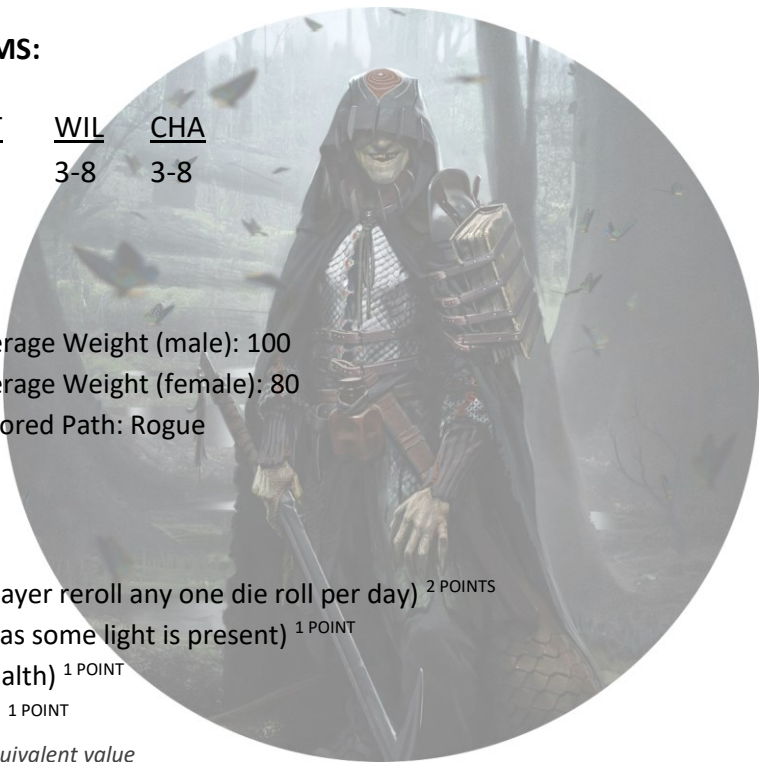 MS:
WIL CHA
3-8 3-8
erage Weight (male): 100
erage Weight (female): 80
ored Path: Rogue
ayer reroll any one die roll per day) 2 POINTS
as some light is present) 1 POINT
alth) 1 POINT
1 POINT
uivalent value